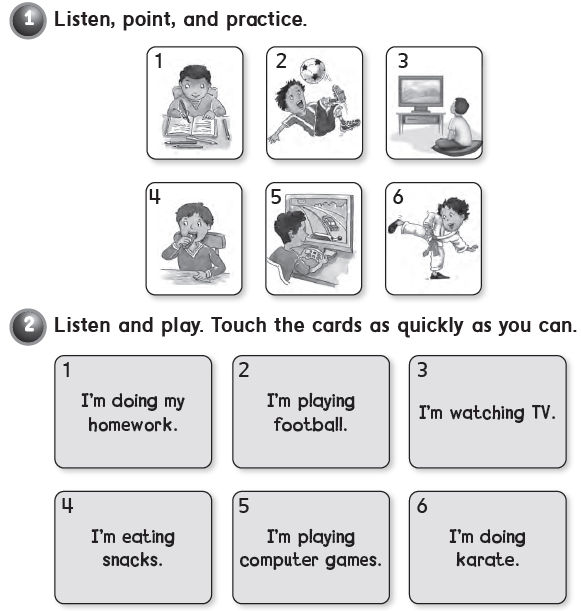 1 Listen, point, and practice.
1 2 3
4 5 6
2 Listen and play. Touch the cards as quickly as you can.
1
I'm doing my
homework.
2
I'm playing
football.
3
I'm watching TV.
4
I'm eating
snacks.
5
I'm playing
computer games.
6
I'm doing
karate.